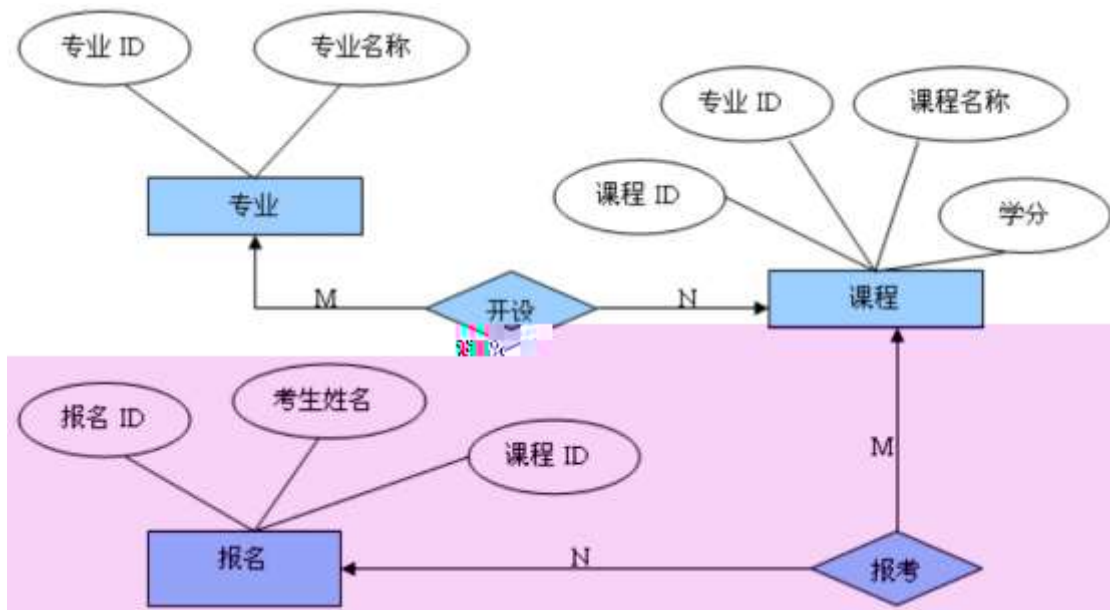 专业 ID
专业名称
专业 ID
课程名称
课程 ID
学分
专业
课程
M
开设
N
报名 ID
考生姓名
课程 ID
M
报名
N
报考